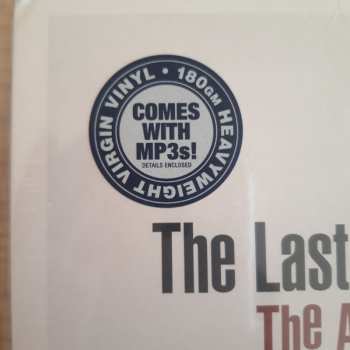 180GM HEAVYWEIGHT VIRGIN VINYL •
COMES
WITH
MP3s!
DETAILS ENCLOSED
The Last
The A